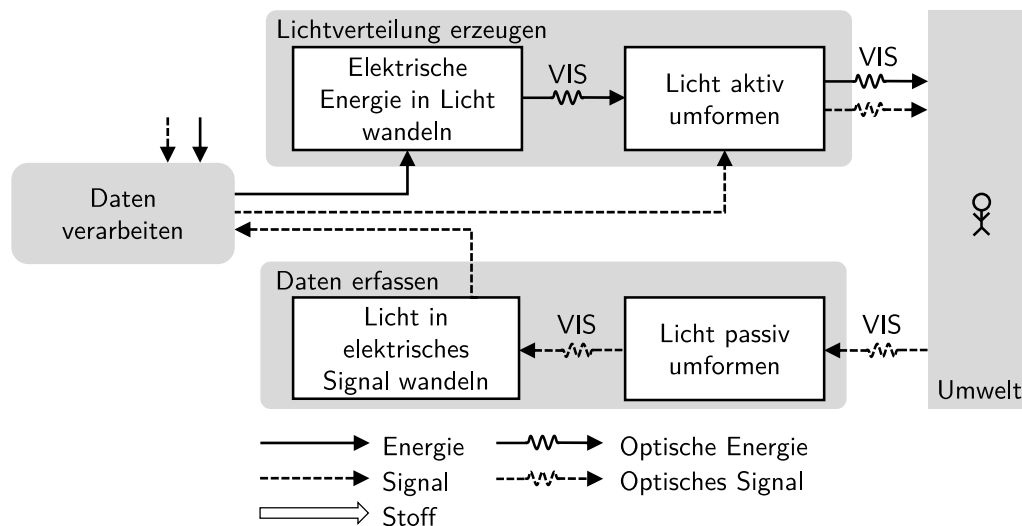 Lichtverteilung erzeugen
Elektrische
Energie in Licht
wandeln
VIS
Licht aktiv
umformen
VIS
Daten
verarbeiten
Daten erfassen
Licht in
elektrisches
Signal wandeln
VIS
Licht passiv
umformen
VIS
Umwelt
Energie
Optische Energie
Signal
Optisches Signal
Stoff